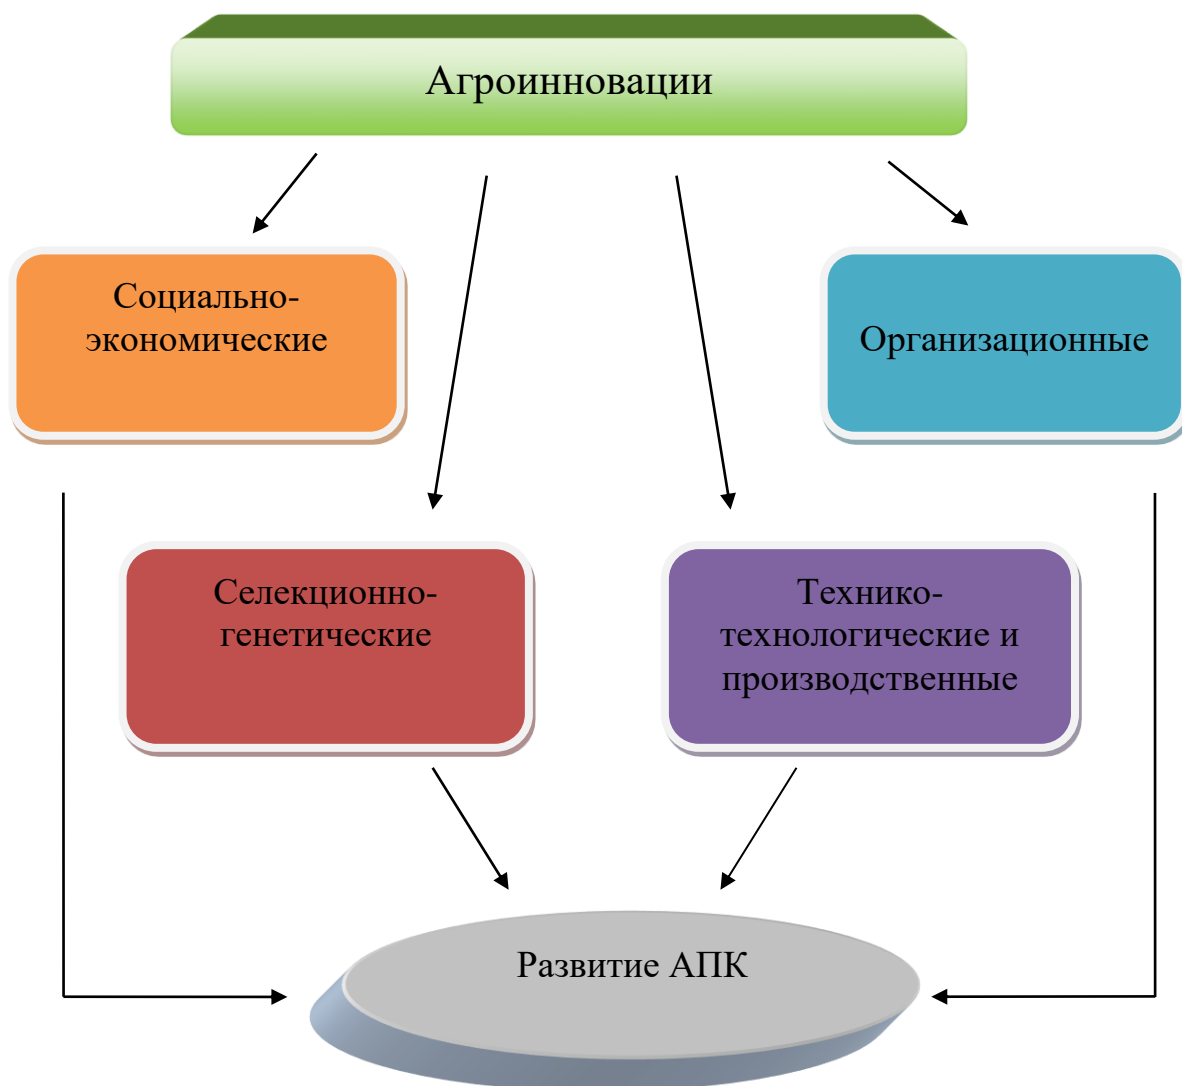 Агроинновации
Социально-
экономические
Организационные
Селекционно-
генетические
Технико-
технологические и
производственные
Развитие АПК